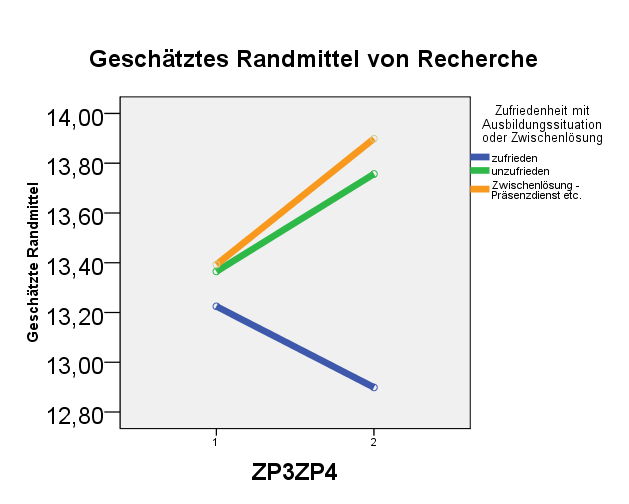 Geschätztes Randmittel von Recherche
Geschätzte Randmittel
14,00
13,80
13,60
13,40
13,20
13,00
12,80
1
2
ZP3ZP4
Zufriedenheit mit
Ausbildungssituation
oder Zwischenlösung
zufrieden
unzufrieden
Zwischenlösung -
Präsenzdienst etc.